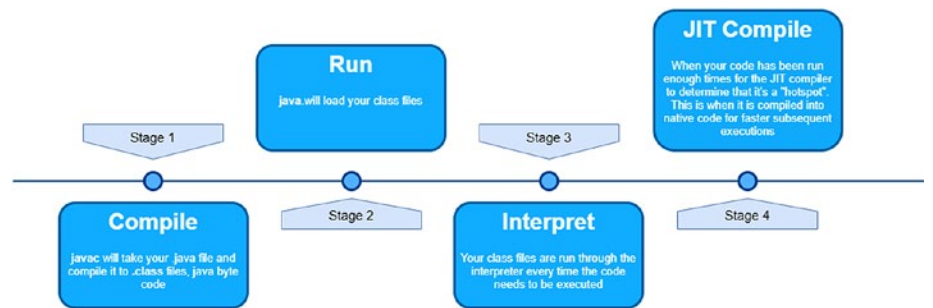 Stage 1
Compile
javac will take your .java file and
compile it to .class files, java byte
code
Run
java.will load your class files
Stage 2
Stage 3
Interpret
Your class files are run through the
interpreter every time the code
needs to be executed
JIT Compile
When your code has been run
enough times for the JIT compiler
to determine that it's a "hotspot".
This is when it is compiled into
native code for faster subsequent
executions
Stage 4